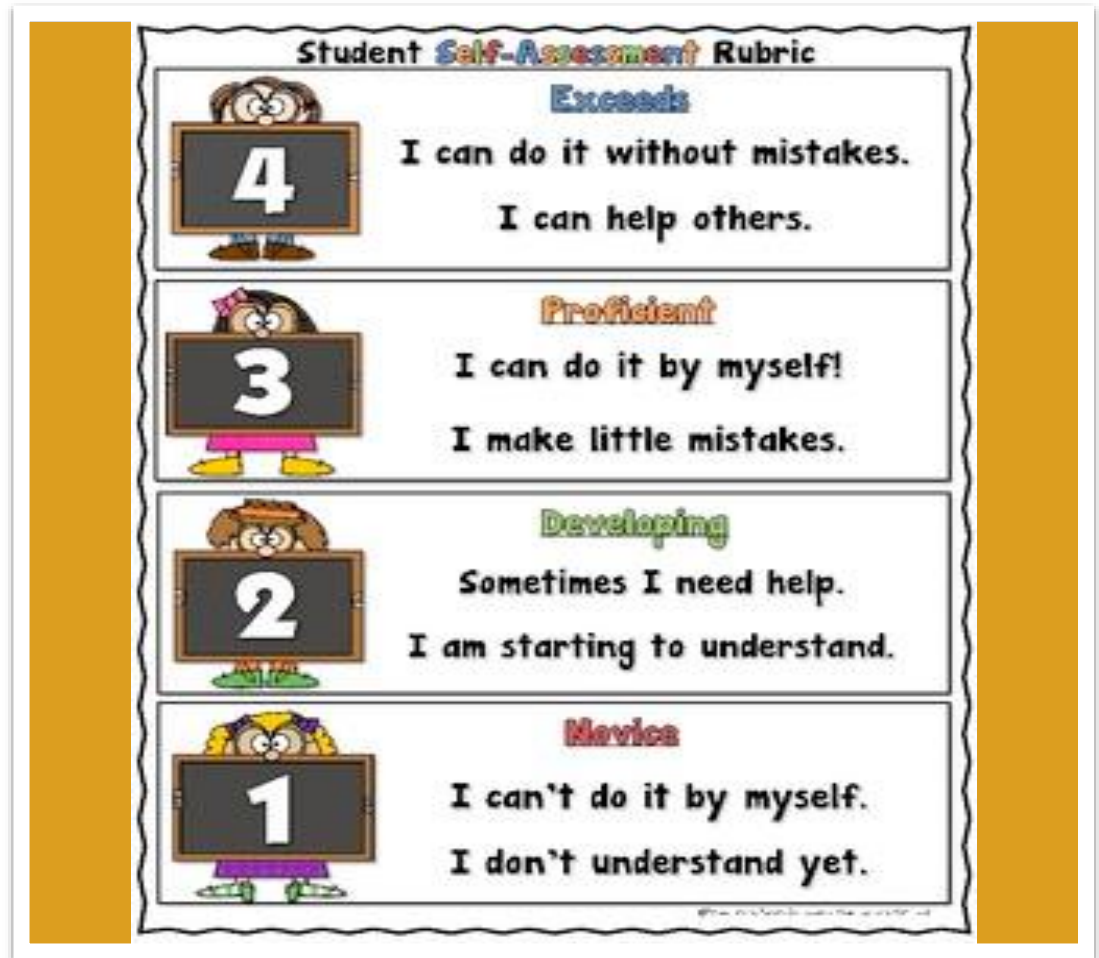 Student Self-Assessment Rubric
Exceeds
4
I can do it without mistakes.
I can help others.
Proficient
3
I can do it by myself!
I make little mistakes.
Developing
2
Sometimes I need help.
I am starting to understand.
Novice
1
I can't do it by myself.
I don't understand yet.